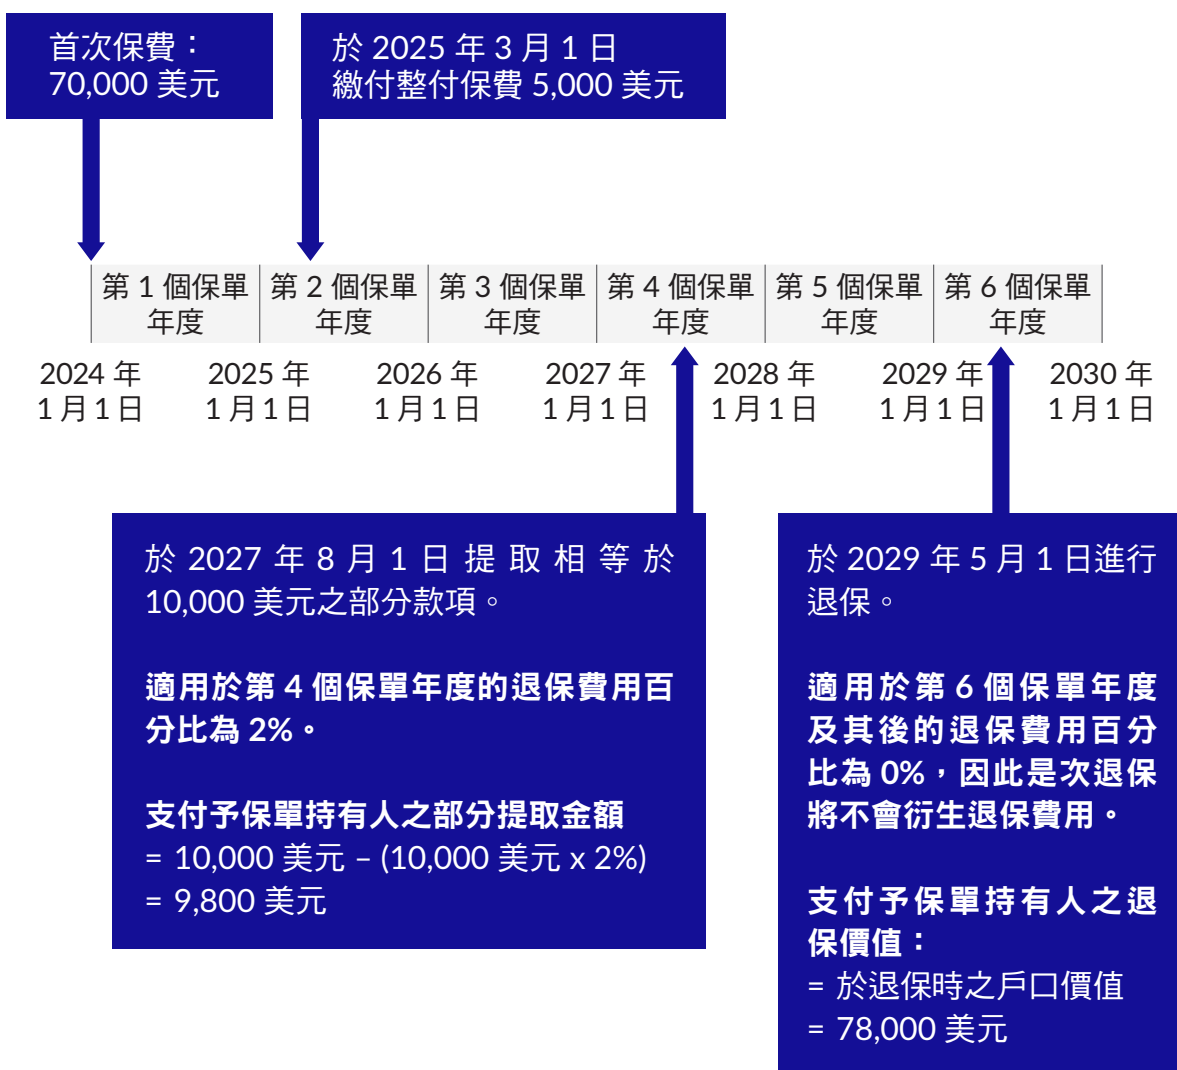 首次保費：
70,000 美元
於 2025 年 3 月 1 日
繳付整付保費 5,000 美元
第 1 個保單
年度
第 2 個保單
年度
第 3 個保單
年度
第 4 個保單
年度
第 5 個保單
年度
第 6 個保單
年度
2024 年
1 月 1 日
2025 年
1 月 1 日
2026 年
1 月 1 日
2027 年
1 月 1 日
2028 年
1 月 1 日
2029 年
1 月 1 日
2030 年
1 月 1 日
於 2027 年 8 月 1 日 提 取 相 等 於
10,000 美元之部分款項。
適用於第 4 個保單年度的退保費用百
分比為 2%。
支付予保單持有人之部分提取金額
= 10,000 美元 – (10,000 美元 x 2%)
= 9,800 美元
於 2029 年 5 月 1 日進行
退保。
適用於第 6 個保單年度
及其後的退保費用百分
比為 0%，因此是次退保
將不會衍生退保費用。
支付予保單持有人之退
保價值：
= 於退保時之戶口價值
= 78,000 美元